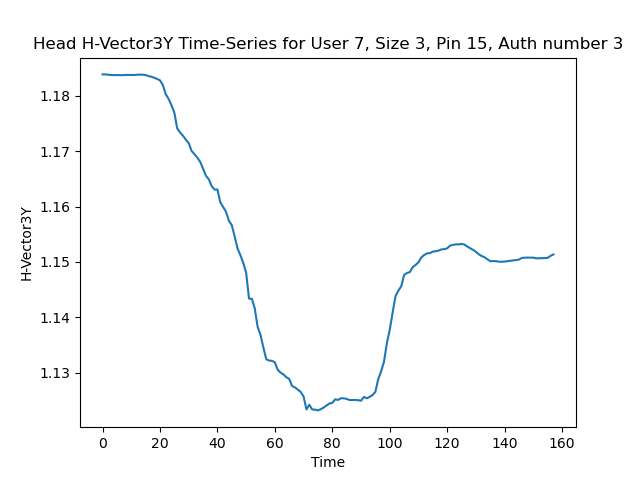 Head H-Vector3Y Time-Series for User 7, Size 3, Pin 15, Auth number 3
1.18
1.17
1.16
1.15
1.14
1.13
H-Vector3Y
0 20 40 60 80 100 120 140 160
Time